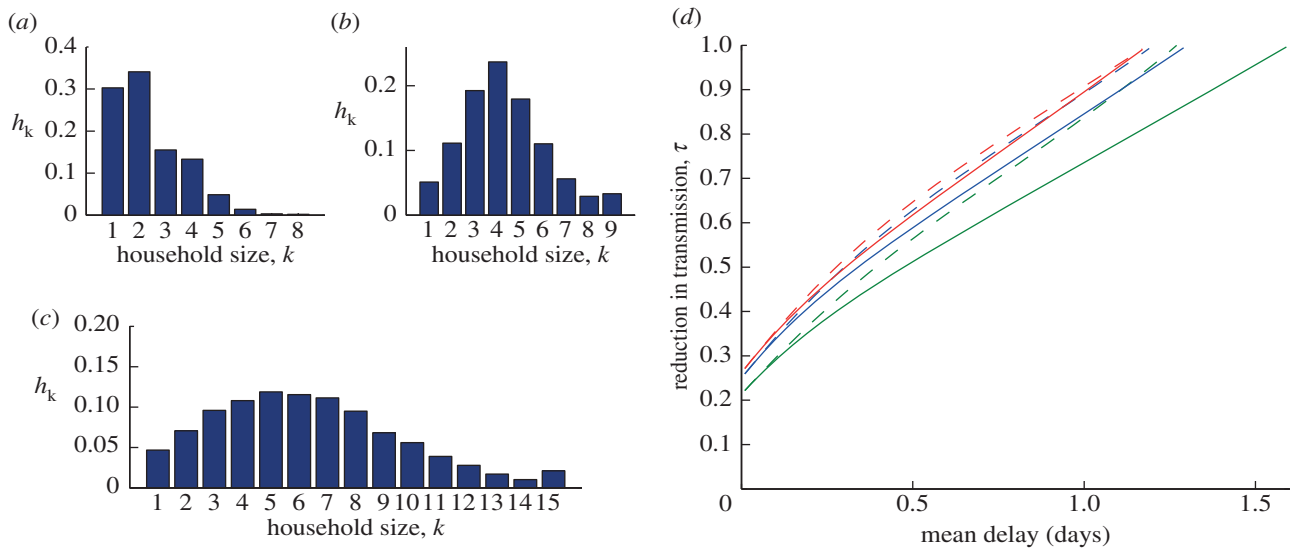 (a)
0.4
0.3
h_k
0.2
0.1
0
1 2 3 4 5 6 7 8
household size, k
(b)
0.2
h_k
0.1
0
1 2 3 4 5 6 7 8 9
household size, k
(c)
0.20
0.15
h_k
0.10
0.05
0
1 2 3 4 5 6 7 8 9 10 11 12 13 14 15
household size, k
(d)
1.0
0.9
0.8
0.7
0.6
0.5
0.4
0.3
0.2
0.1
reduction in transmission, τ
0 0.5 1.0 1.5
mean delay (days)